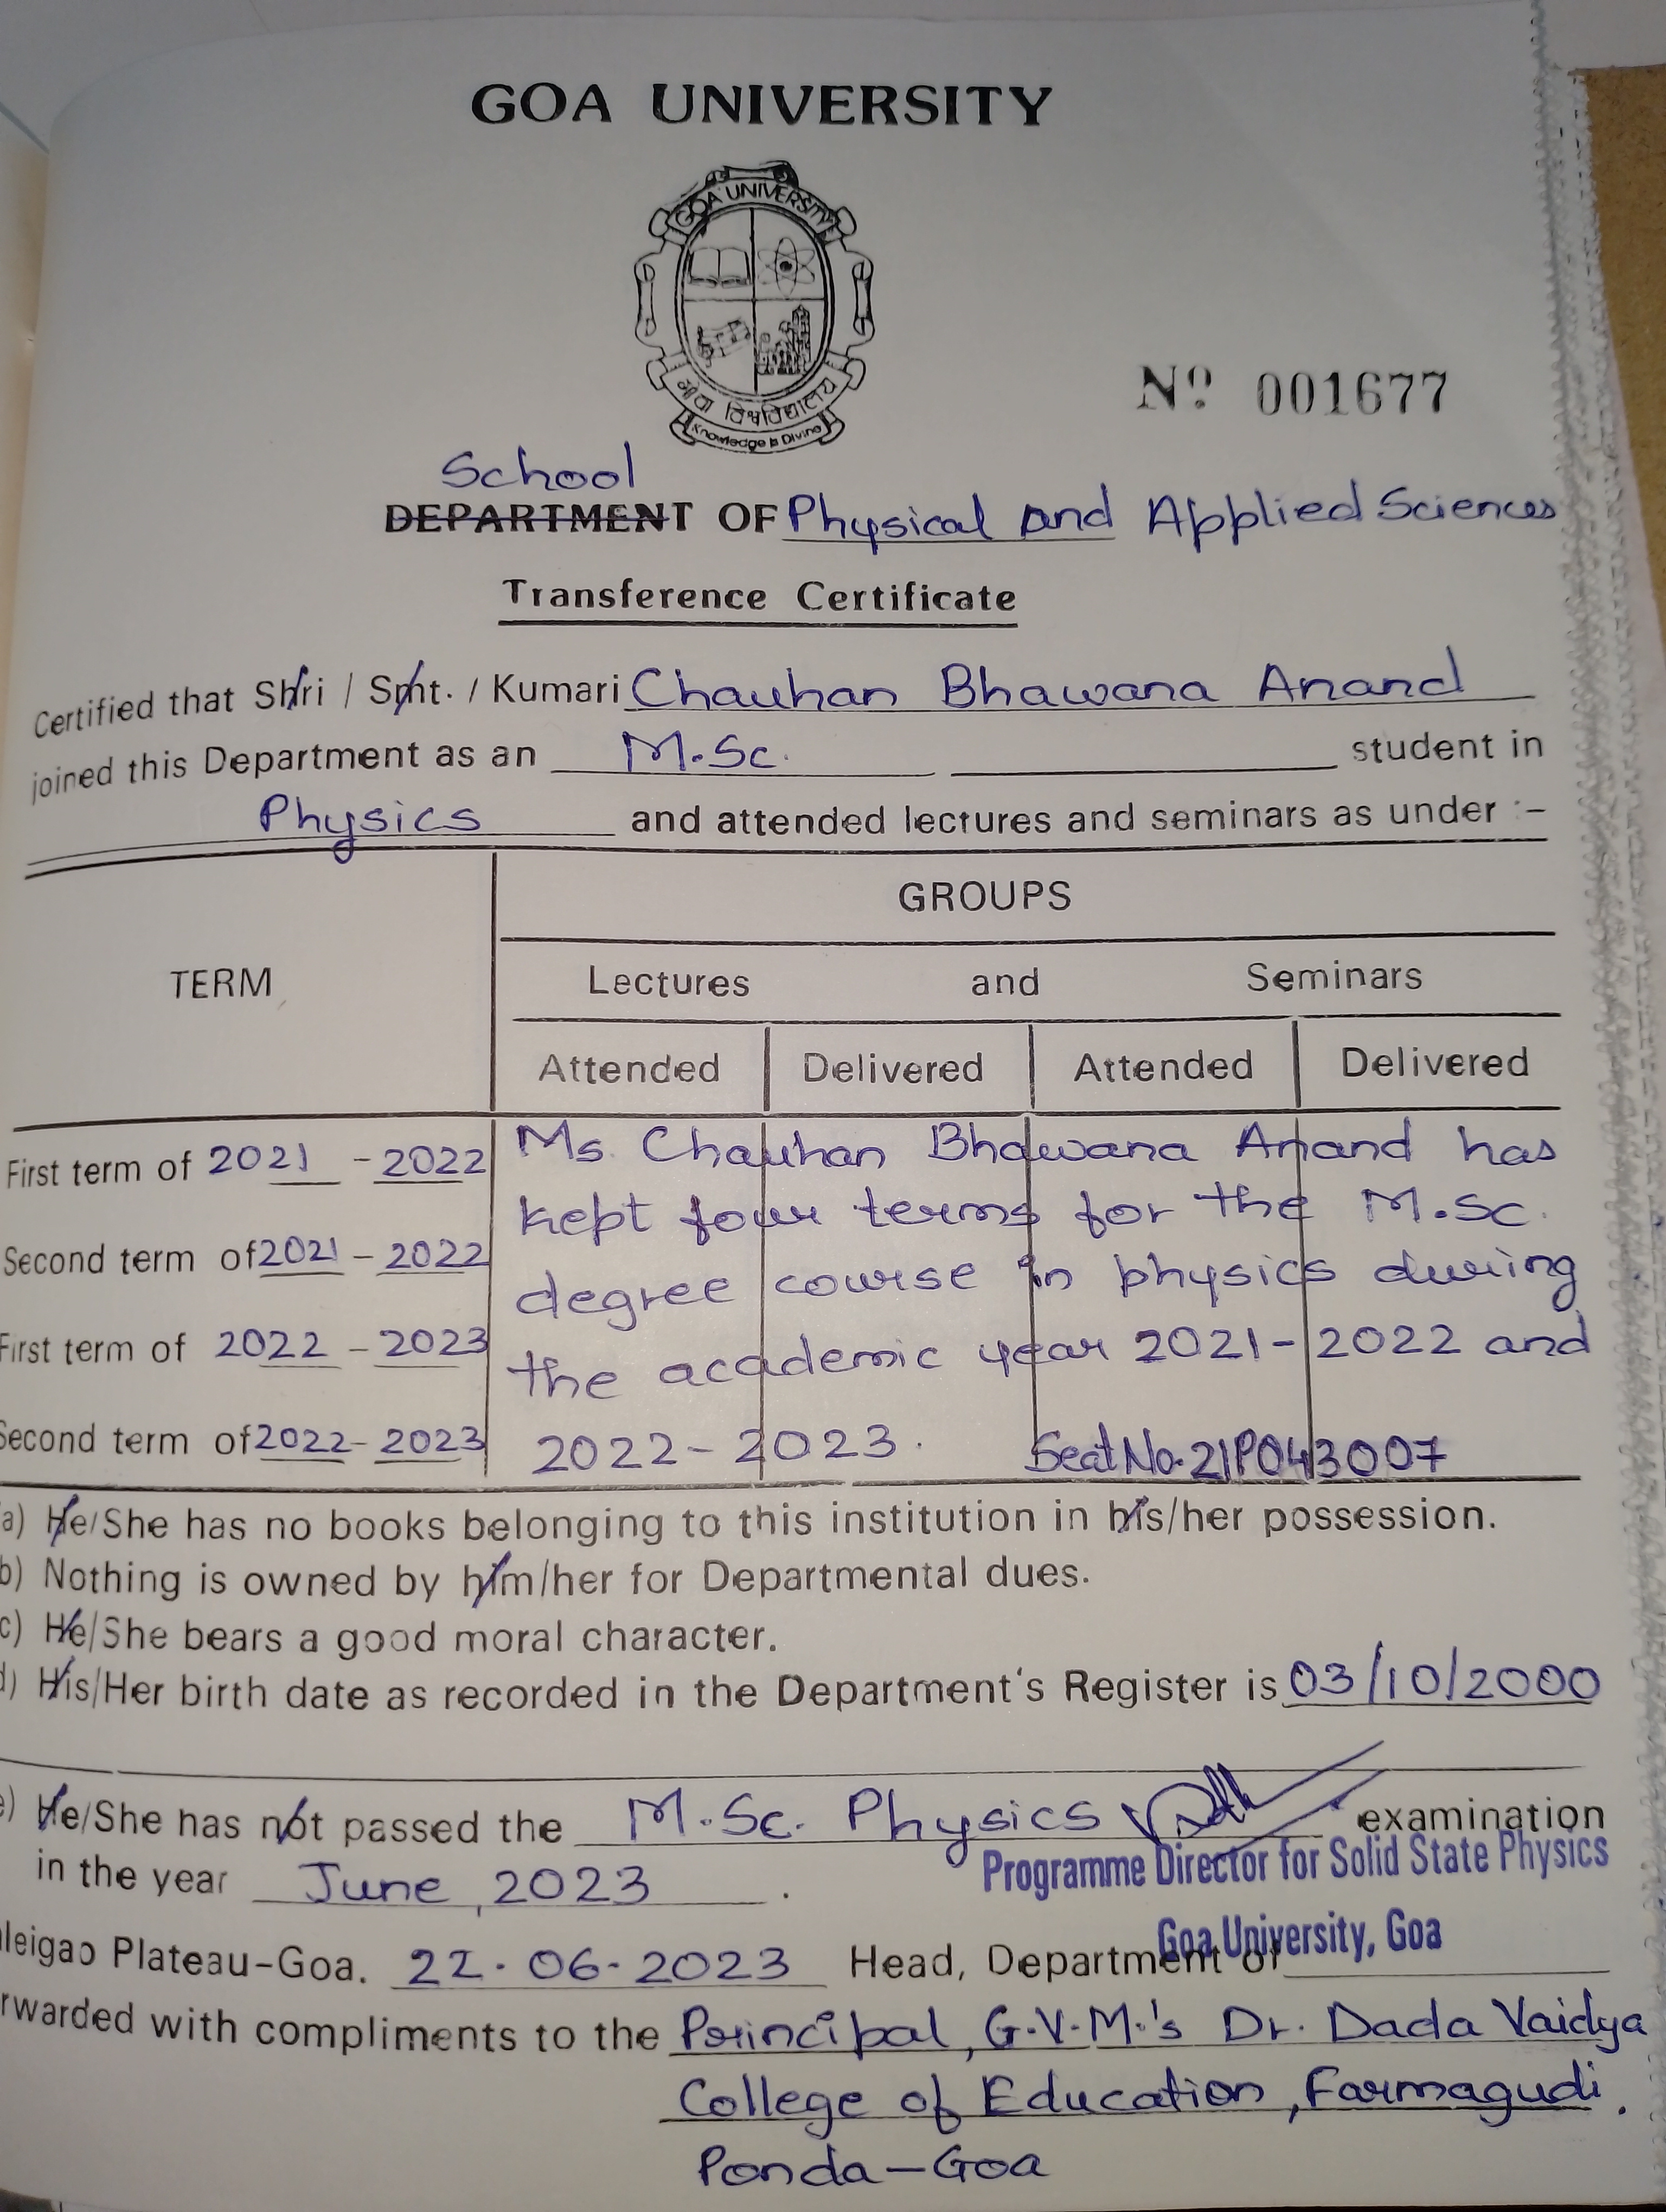 GOA UNIVERSITY
GOA UNIVERSITY
गोंवा विश्वविद्यालय
Knowledge is Divine
Nº 001677
School
DEPARTMENT OF Physical and Applied Sciences
Transference Certificate
Certified that Shri / Smt. / Kumari Chauhan Bhawana Anand
joined this Department as an M.Sc. student in
Physics and attended lectures and seminars as under :-
GROUPS
TERM Lectures and Seminars
Attended Delivered Attended Delivered
First term of 2021 - 2022 Ms. Chauhan Bhawana Anand has
kept four terms for the M.Sc.
Second term of 2021 - 2022
degree course in physics during
First term of 2022 - 2023
the academic year 2021-2022 and
Second term of 2022 - 2023 2022-2023. Seat No. 21P043007
a) He/She has no books belonging to this institution in his/her possession.
b) Nothing is owned by him/her for Departmental dues.
c) He/She bears a good moral character.
d) His/Her birth date as recorded in the Department's Register is 03/10/2000
e) He/She has not passed the M.Sc. Physics examination
Programme Director for Solid State Physics
in the year June, 2023 .
Goa University, Goa
leigao Plateau-Goa. 22.06.2023 Head, Department of
rwarded with compliments to the Principal, G.V.M.'s Dr. Dada Vaidya
College of Education, Farmagudi.
Ponda-Goa